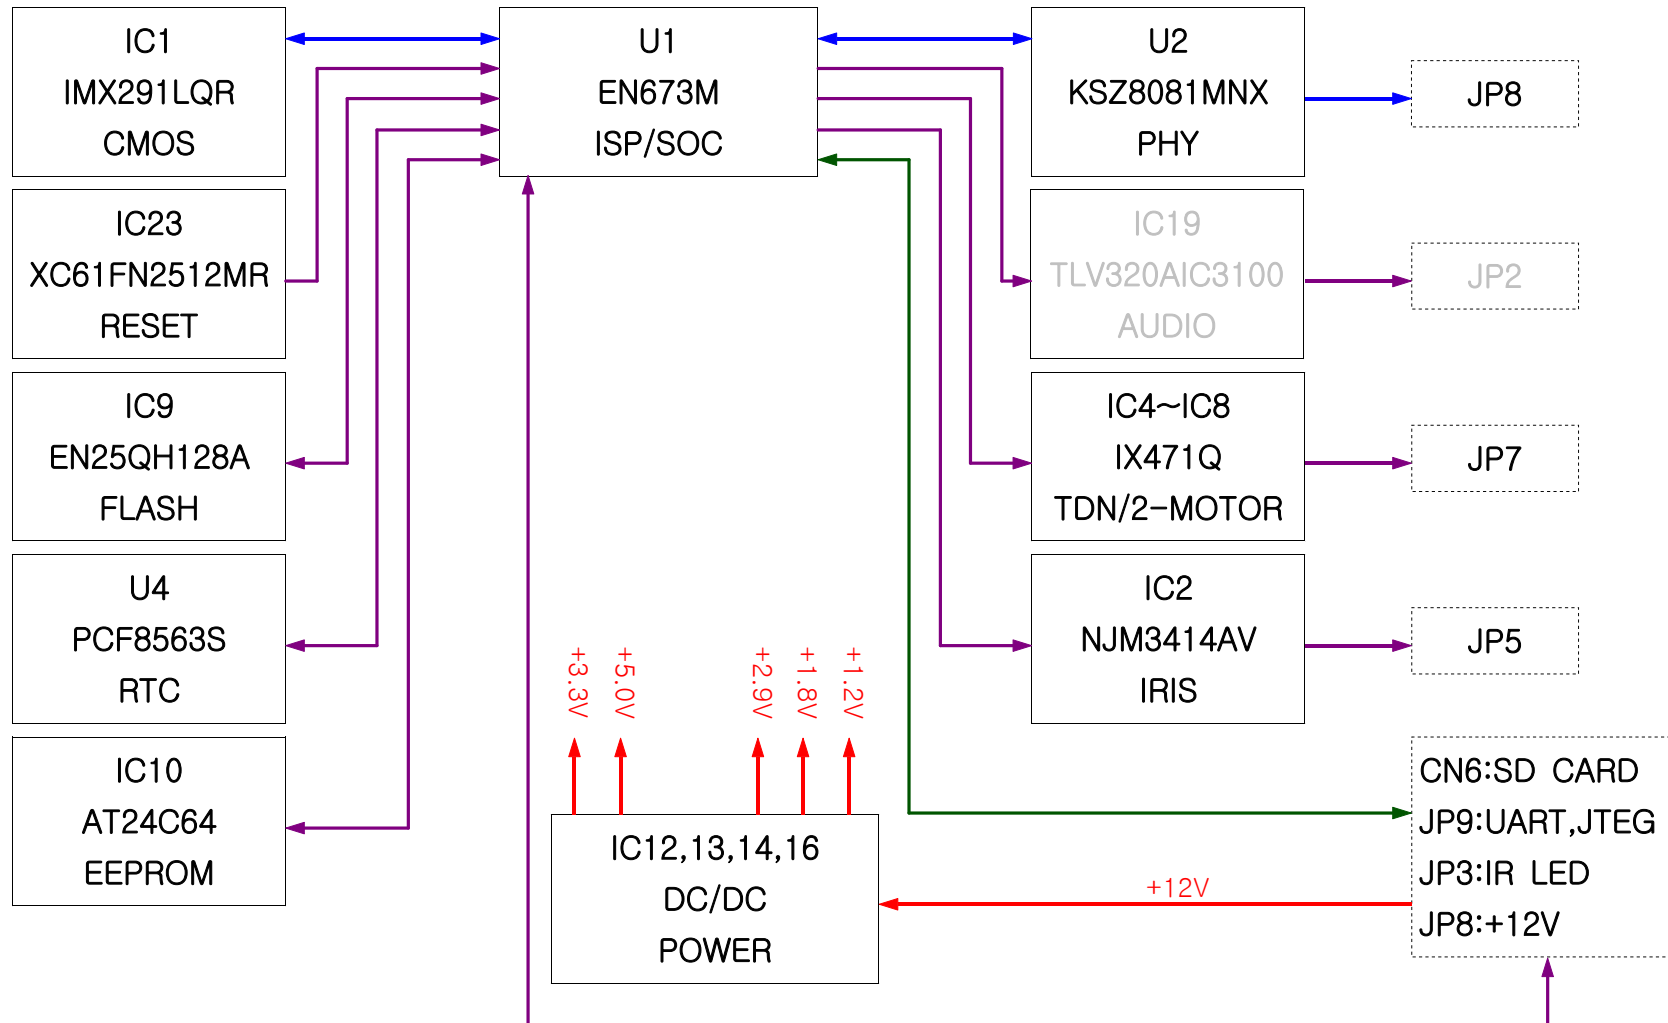 IC1
IMX291LQR
CMOS
U1
EN673M
ISP/SOC
U2
KSZ8081MNX
PHY
JP8
IC23
XC61FN2512MR
RESET
IC19
TLV320AIC3100
AUDIO
JP2
IC9
EN25QH128A
FLASH
IC4~IC8
IX471Q
TDN/2-MOTOR
JP7
U4
PCF8563S
RTC
IC2
NJM3414AV
IRIS
JP5
+3.3V
+5.0V
+2.9V
+1.8V
+1.2V
IC10
AT24C64
EEPROM
IC12,13,14,16
DC/DC
POWER
+12V
CN6:SD CARD
JP9:UART,JTEG
JP3:IR LED
JP8:+12V